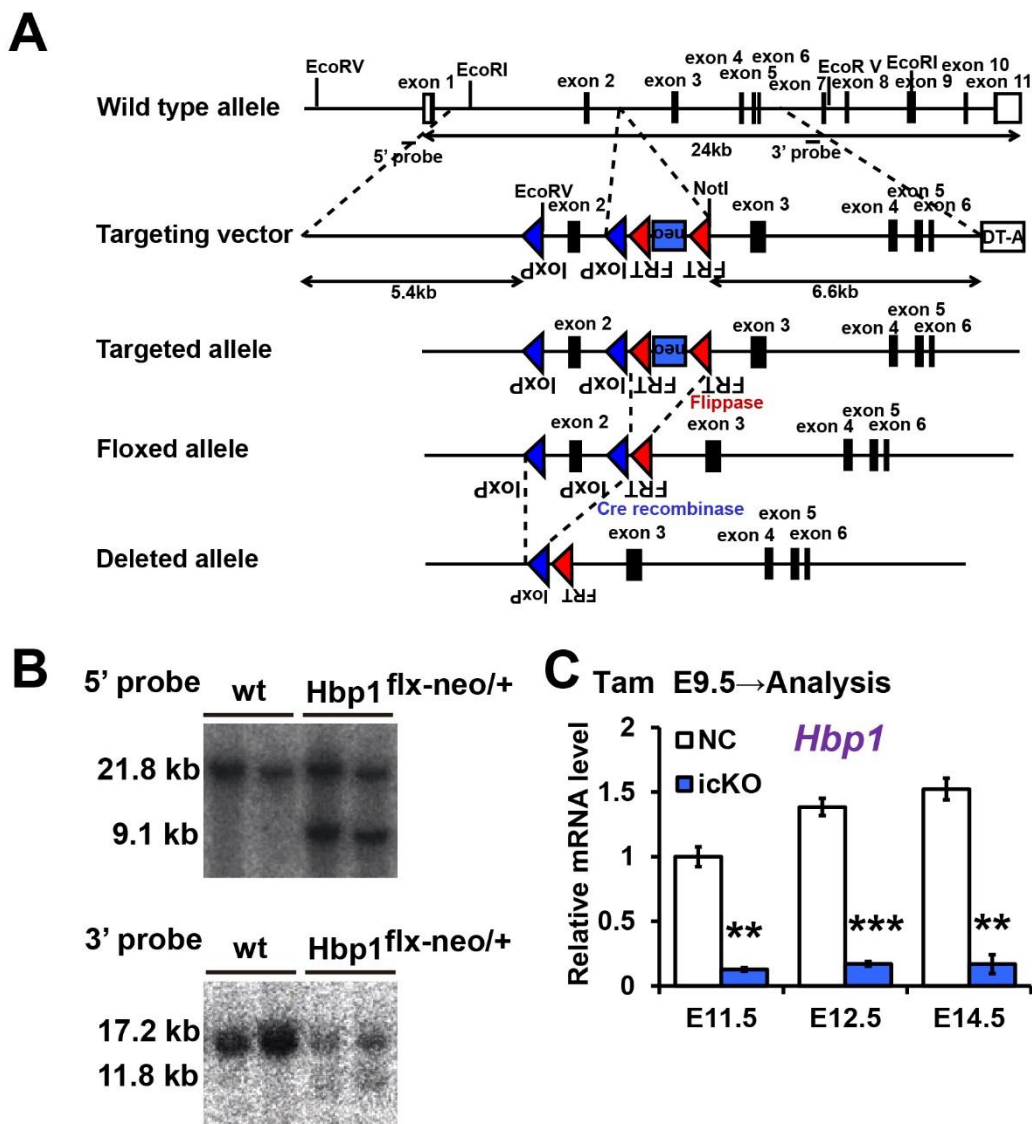 A
EcoRV exon 1 EcoRI exon 2 exon 3 exon 4 exon 5 exon 6 exon 7 EcoR V exon 8 EcoRI exon 9 exon 10 exon 11
Wild type allele
5' probe 24kb 3' probe
EcoRV NotI
Targeting vector exon 2 neo exon 3 exon 4 exon 5 exon 6 DT-A
loxP loxP FRT FRT
5.4kb 6.6kb
Targeted allele exon 2 neo exon 3 exon 4 exon 5 exon 6
loxP loxP FRT FRT
Flippase
Floxed allele exon 2 exon 3 exon 4 exon 5 exon 6
loxP loxP FRT
Cre recombinase
Deleted allele exon 3 exon 4 exon 5 exon 6
loxP FRT
B
5' probe wt Hbp1flx-neo/+
21.8 kb
9.1 kb
3' probe wt Hbp1flx-neo/+
17.2 kb
11.8 kb
C Tam E9.5→Analysis
Relative mRNA level
2
1.5
1
0.5
0
NC
icKO
Hbp1
** *** **
E11.5 E12.5 E14.5